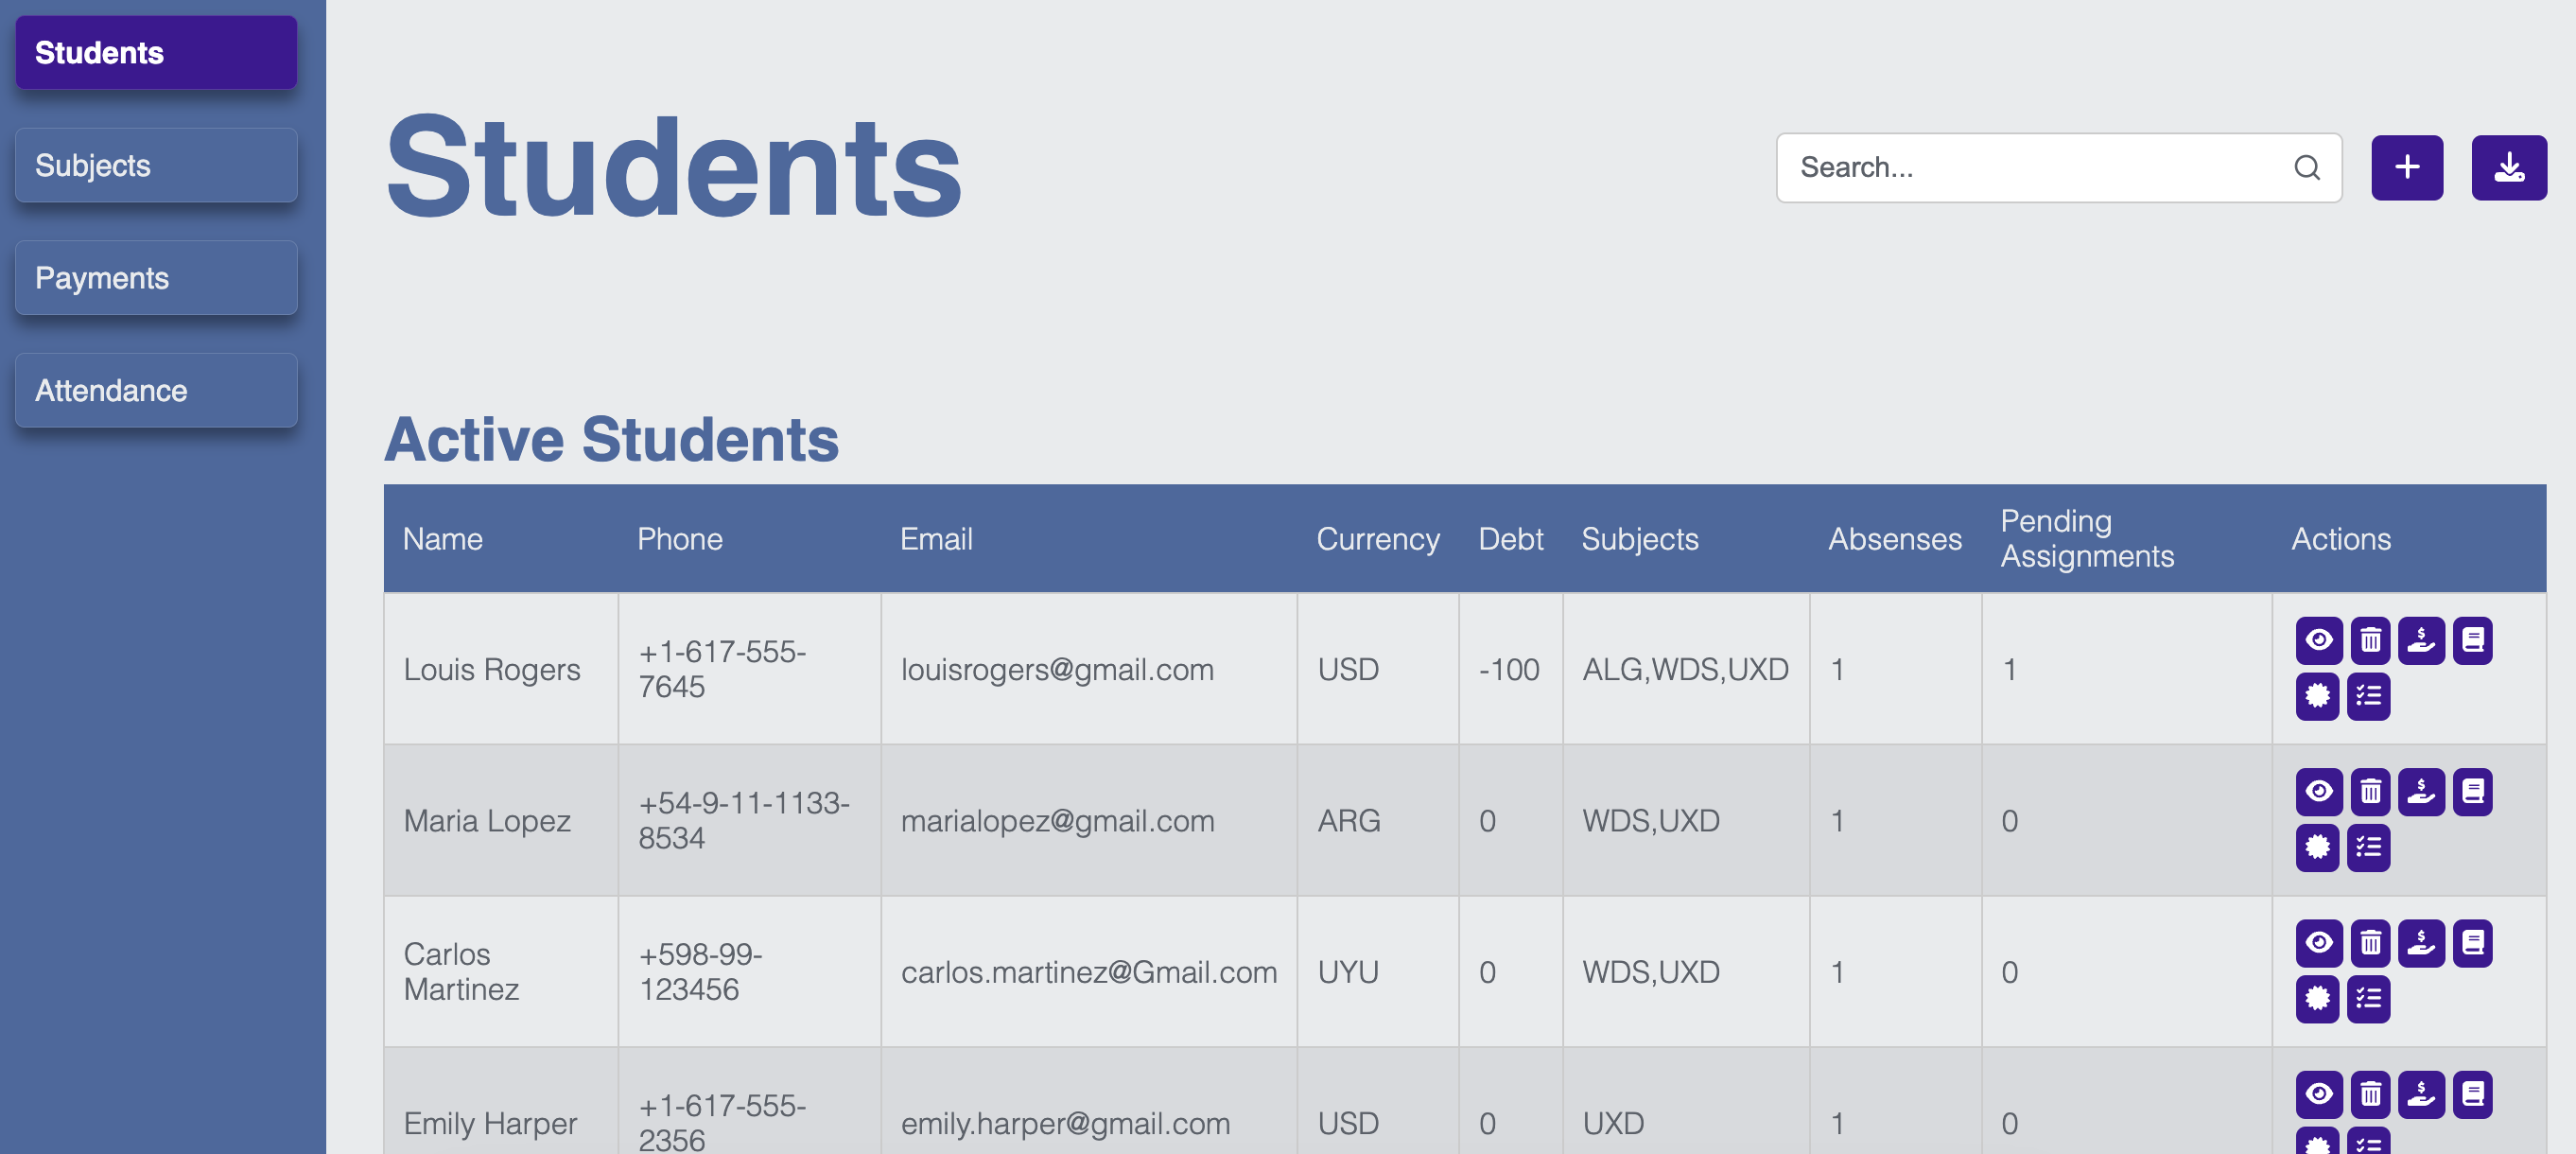 Students
Subjects
Payments
Attendance
Students
Search...
Active Students
Name Phone Email Currency Debt Subjects Absenses Pending Assignments Actions
Louis Rogers +1-617-555-7645 louisrogers@gmail.com USD -100 ALG,WDS,UXD 1 1
Maria Lopez +54-9-11-1133-8534 marialopez@gmail.com ARG 0 WDS,UXD 1 0
Carlos Martinez +598-99-123456 carlos.martinez@Gmail.com UYU 0 WDS,UXD 1 0
Emily Harper +1-617-555-2356 emily.harper@gmail.com USD 0 UXD 1 0